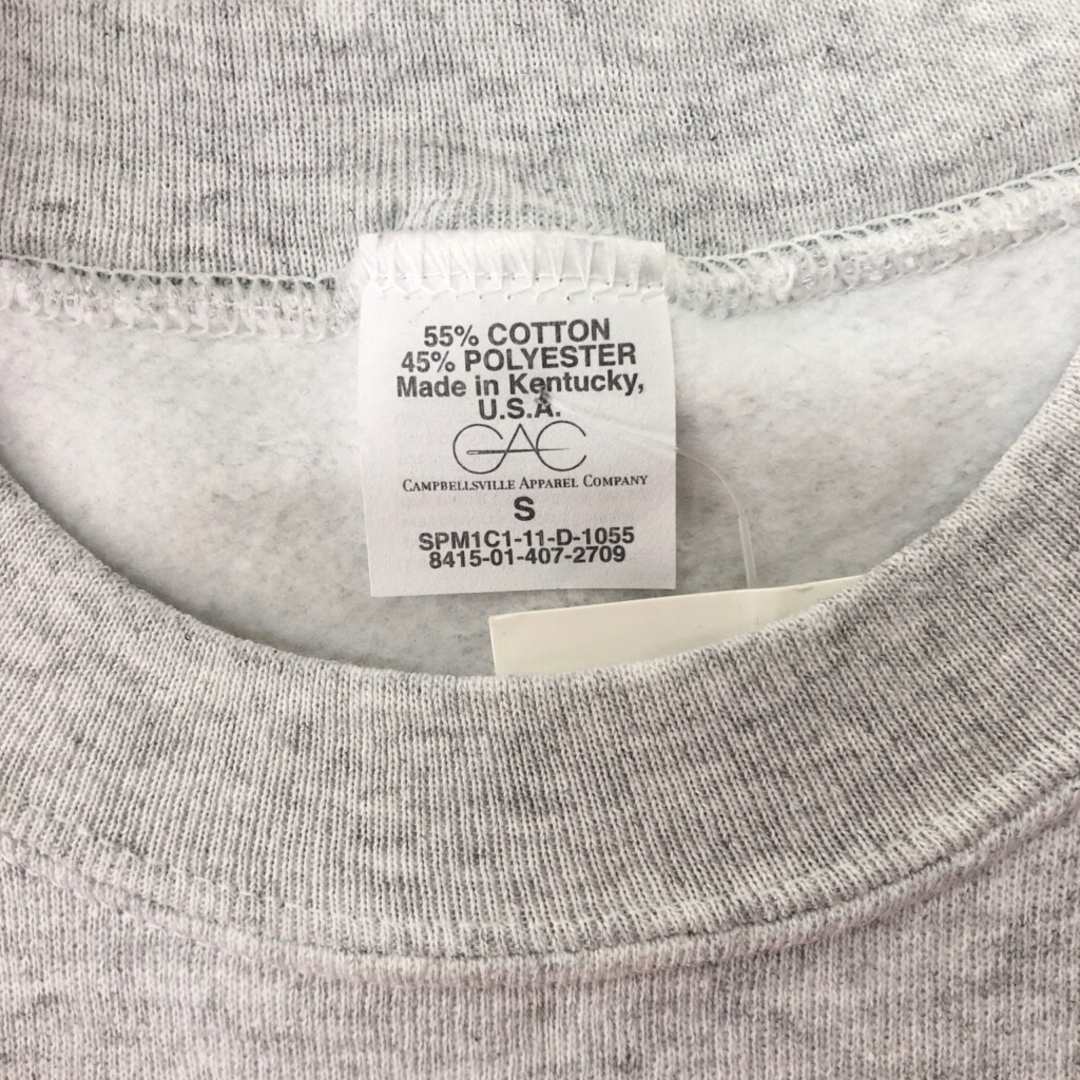 55% COTTON
45% POLYESTER
Made in Kentucky,
U.S.A.
CAC
CAMPBELLSVILLE APPAREL COMPANY
S
SPM1C1-11-D-1055
8415-01-407-2709